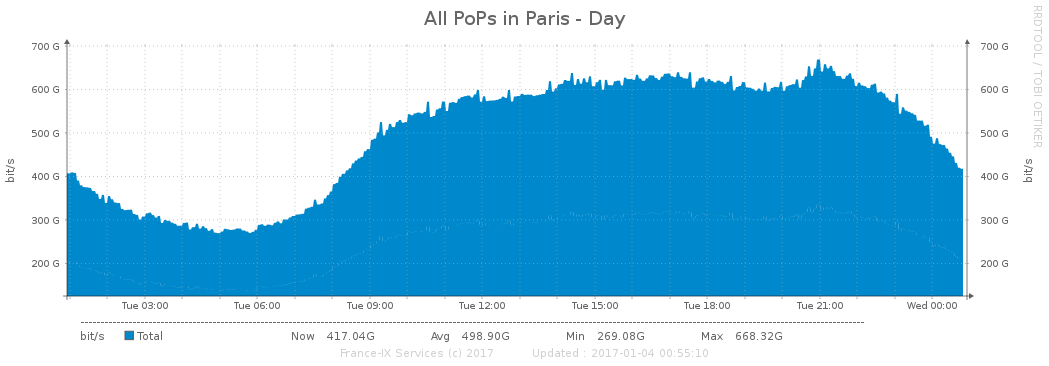 All PoPs in Paris - Day
RRDTOOL / TOBI OETIKER
700 G 700 G
600 G 600 G
500 G 500 G
400 G 400 G
300 G 300 G
200 G 200 G
bit/s bit/s
Tue 03:00 Tue 06:00 Tue 09:00 Tue 12:00 Tue 15:00 Tue 18:00 Tue 21:00 Wed 00:00
bit/s Total Now 417.04G Avg 498.90G Min 269.08G Max 668.32G
France-IX Services (c) 2017 Updated : 2017-01-04 00:55:10